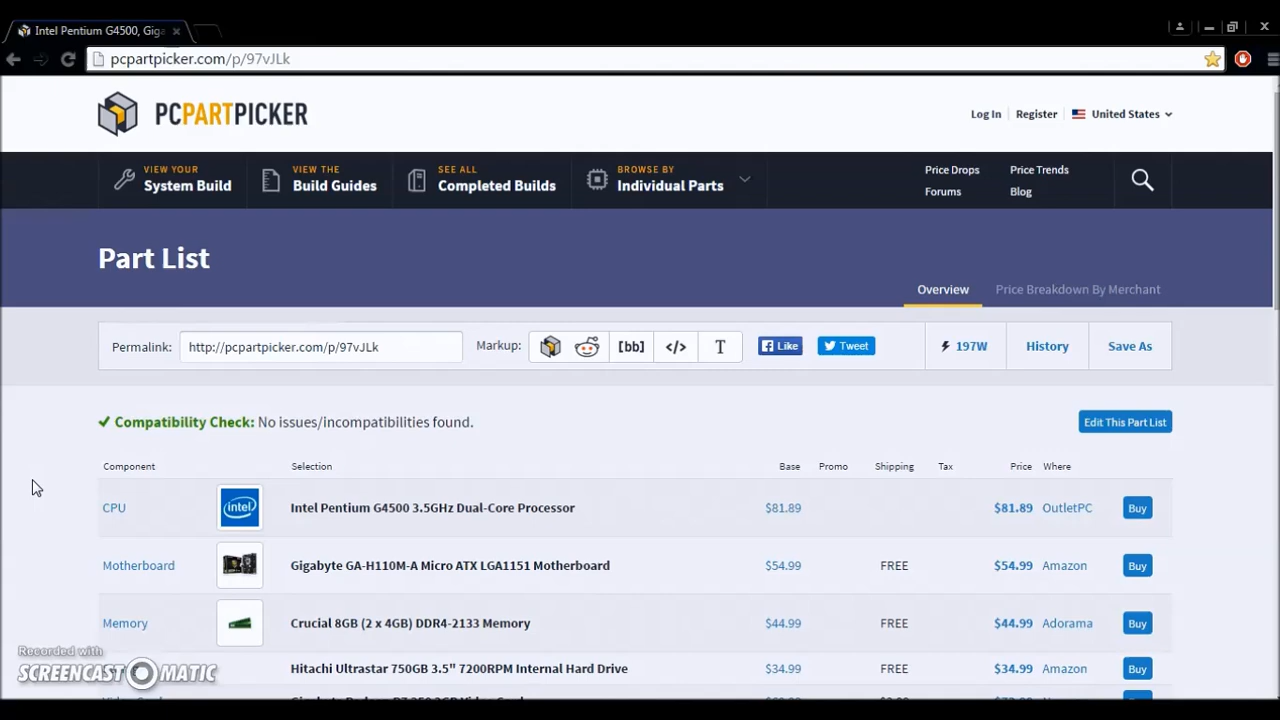 Intel Pentium G4500, Giga
pcpartpicker.com/p/97vJLk
PCPARTPICKER
Log In Register United States
VIEW YOUR
System Build
VIEW THE
Build Guides
SEE ALL
Completed Builds
BROWSE BY
Individual Parts
Price Drops Price Trends
Forums Blog
Part List
Overview Price Breakdown By Merchant
Permalink: http://pcpartpicker.com/p/97vJLk Markup: [bb] </> T Like Tweet 197W History Save As
Compatibility Check: No issues/incompatibilities found. Edit This Part List
Component Selection Base Promo Shipping Tax Price Where
CPU intel Intel Pentium G4500 3.5GHz Dual-Core Processor $81.89 $81.89 OutletPC Buy
Motherboard Gigabyte GA-H110M-A Micro ATX LGA1151 Motherboard $54.99 FREE $54.99 Amazon Buy
Memory Crucial 8GB (2 x 4GB) DDR4-2133 Memory $44.99 FREE $44.99 Adorama Buy
Hitachi Ultrastar 750GB 3.5" 7200RPM Internal Hard Drive $34.99 FREE $34.99 Amazon Buy
Recorded with
SCREENCAST-O-MATIC